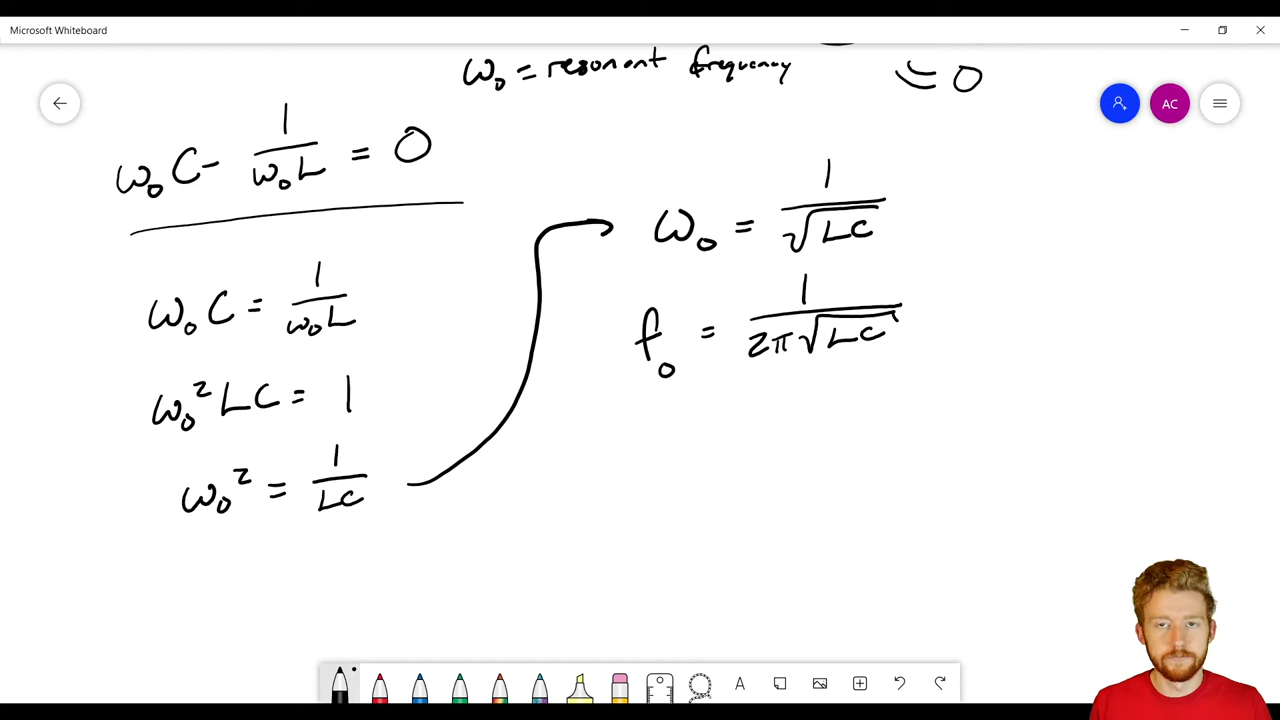 Microsoft Whiteboard
ω₀ = resonant frequency
= 0
AC
ω₀C - 1/(ω₀L) = 0
ω₀C = 1/(ω₀L)
ω₀²LC = 1
ω₀² = 1/(LC)
ω₀ = 1/√(LC)
f₀ = 1/(2π√(LC))
A